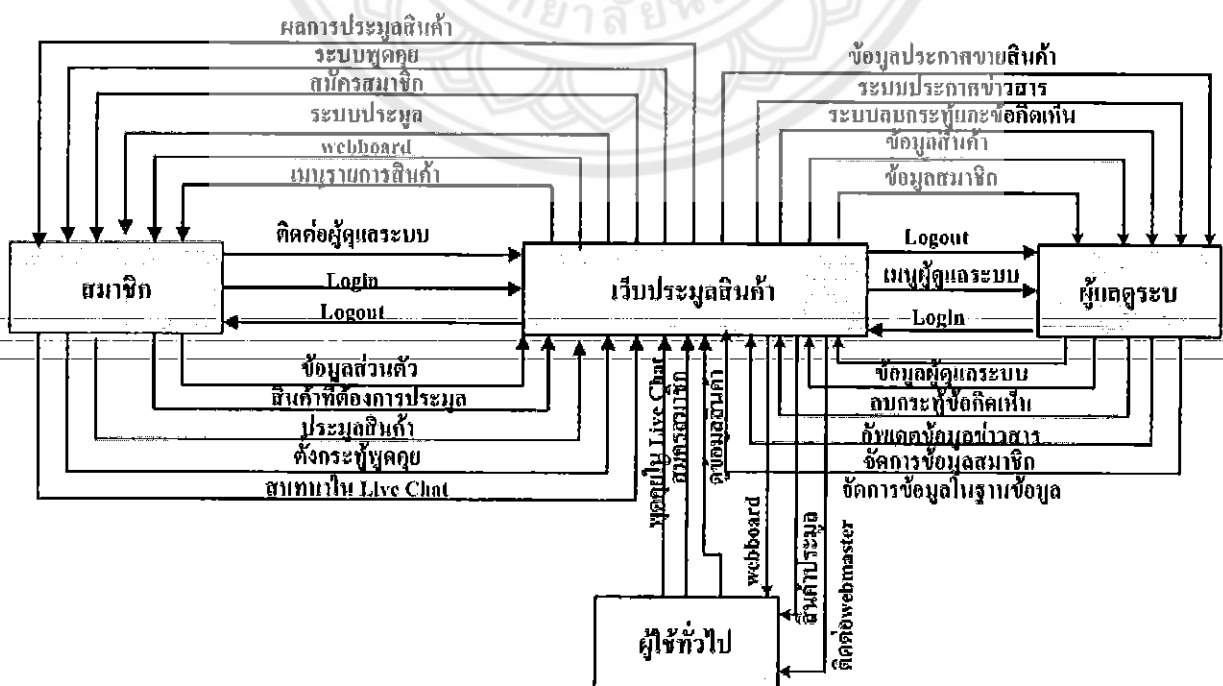 ทยาลัย
ผลการประมูลสินค้า
ระบบพูดคุย
สมัครสมาชิก
ระบบประมูล
webboard
เมนูรายการสินค้า
ข้อมูลประกาศขายสินค้า
ระบบประกาศข่าวสาร
ระบบลบกระทู้และข้อคิดเห็น
ข้อมูลสินค้า
ข้อมูลสมาชิก
ติดต่อผู้ดูแลระบบ
Login
Logout
สมาชิก
เว็บประมูลสินค้า
Logout
เมนูผู้ดูแลระบบ
Login
ผู้แลดูระบ
ข้อมูลส่วนตัว
สินค้าที่ต้องการประมูล
ประมูลสินค้า
ตั้งกระทู้พูดคุย
สนทนาใน Live Chat
ข้อมูลผู้ดูแลระบบ
ลบกระทู้ข้อคิดเห็น
อัพเดตข้อมูลข่าวสาร
จัดการข้อมูลสมาชิก
จัดการข้อมูลในฐานข้อมูล
พูดคุยใน Live Chat
สมัครสมาชิก
ดูข้อมูลสินค้า
webboard
สินค้าประมูล
ติดต่อwebmaster
ผู้ใช้ทั่วไป